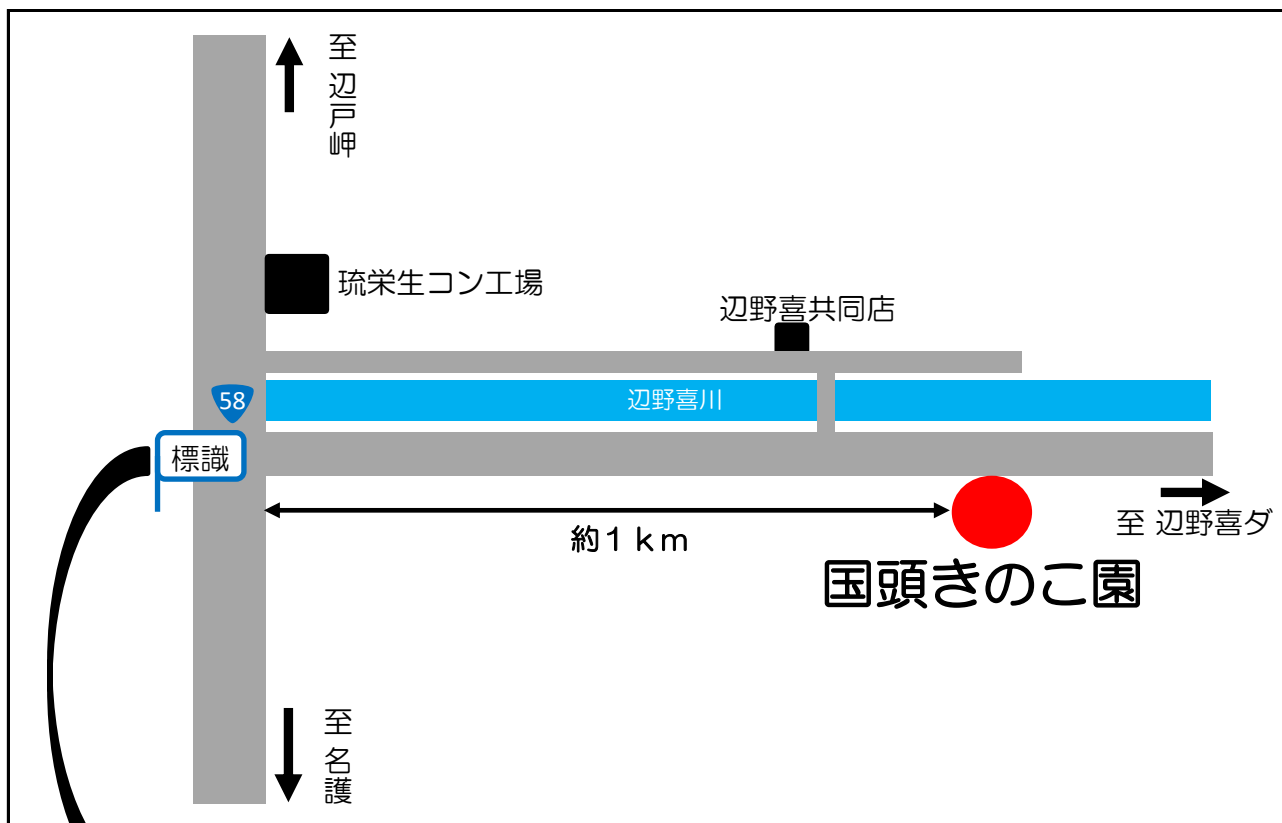 至 辺戸岬
琉栄生コン工場
辺野喜共同店
58
辺野喜川
標識
約1km
至 辺野喜ダ
国頭きのこ園
至 名護